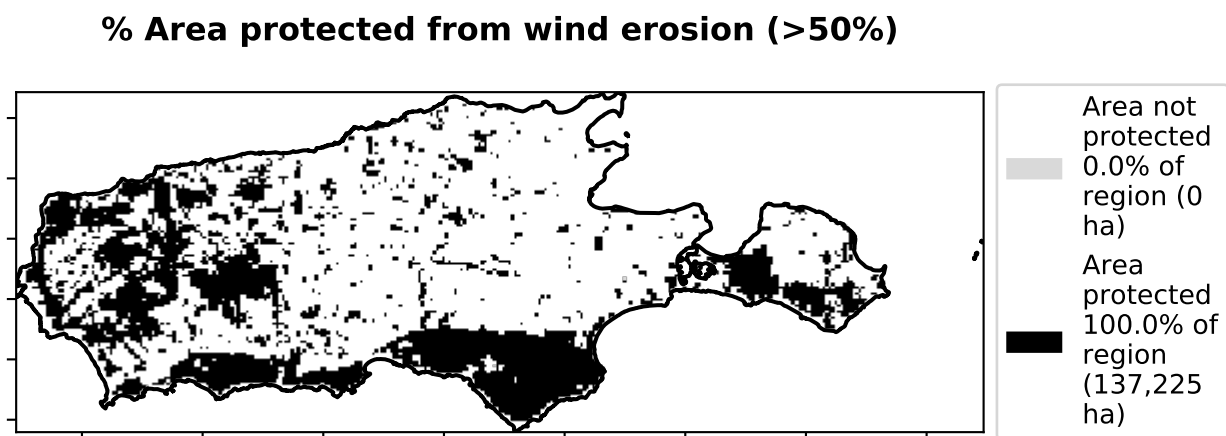 % Area protected from wind erosion (>50%)
Area not
protected
0.0% of
region (0
ha)
Area
protected
100.0% of
region
(137,225
ha)